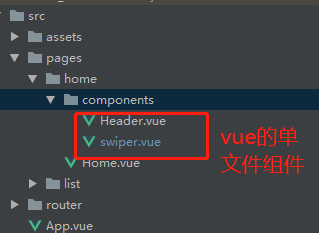 src
assets
pages
home
components
Header.vue
swiper.vue
Home.vue
list
router
App.vue
vue的单
文件组件